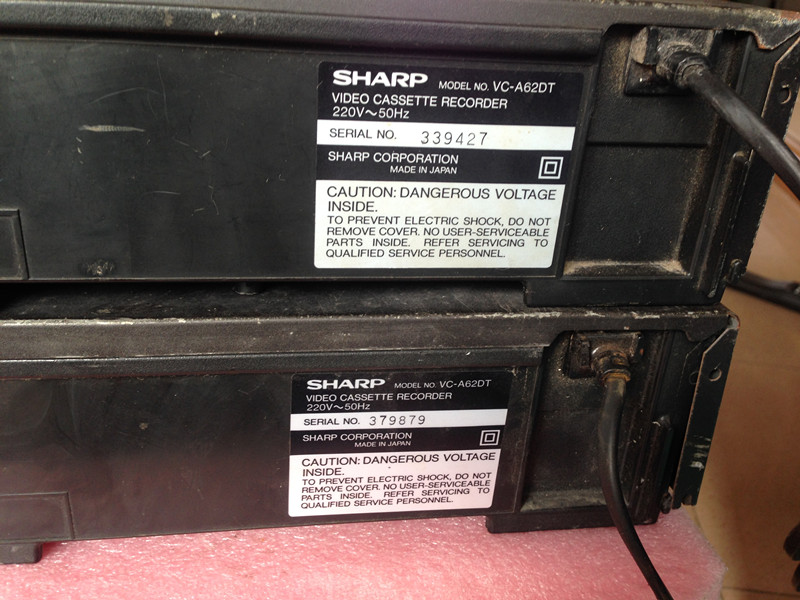 SHARP MODEL NO. VC-A62DT
VIDEO CASSETTE RECORDER
220V～50Hz
SERIAL NO. 339427
SHARP CORPORATION
MADE IN JAPAN
CAUTION: DANGEROUS VOLTAGE
INSIDE.
TO PREVENT ELECTRIC SHOCK, DO NOT
REMOVE COVER. NO USER-SERVICEABLE
PARTS INSIDE. REFER SERVICING TO
QUALIFIED SERVICE PERSONNEL.
SHARP MODEL NO. VC-A62DT
VIDEO CASSETTE RECORDER
220V～50Hz
SERIAL NO. 379879
SHARP CORPORATION
MADE IN JAPAN
CAUTION: DANGEROUS VOLTAGE
INSIDE.
TO PREVENT ELECTRIC SHOCK, DO NOT
REMOVE COVER. NO USER-SERVICEABLE
PARTS INSIDE. REFER SERVICING TO
QUALIFIED SERVICE PERSONNEL.